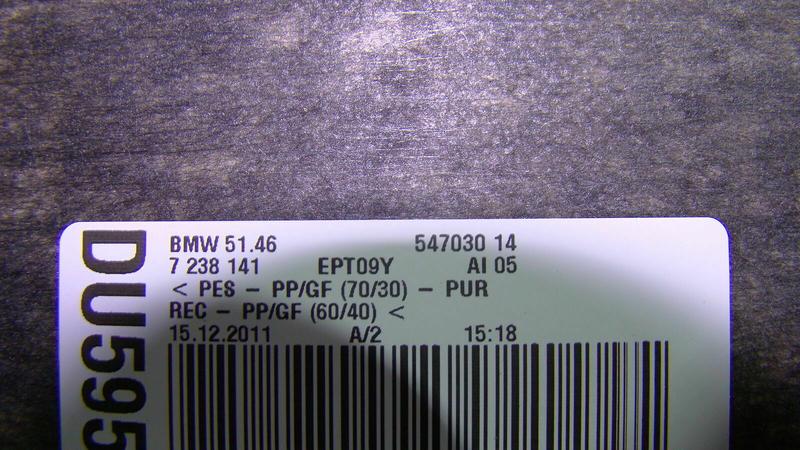 BMW 51.46 547030 14
7 238 141 EPT09Y AI 05
< PES - PP/GF (70/30) - PUR
REC - PP/GF (60/40) <
15.12.2011 A/2 15:18
DU595